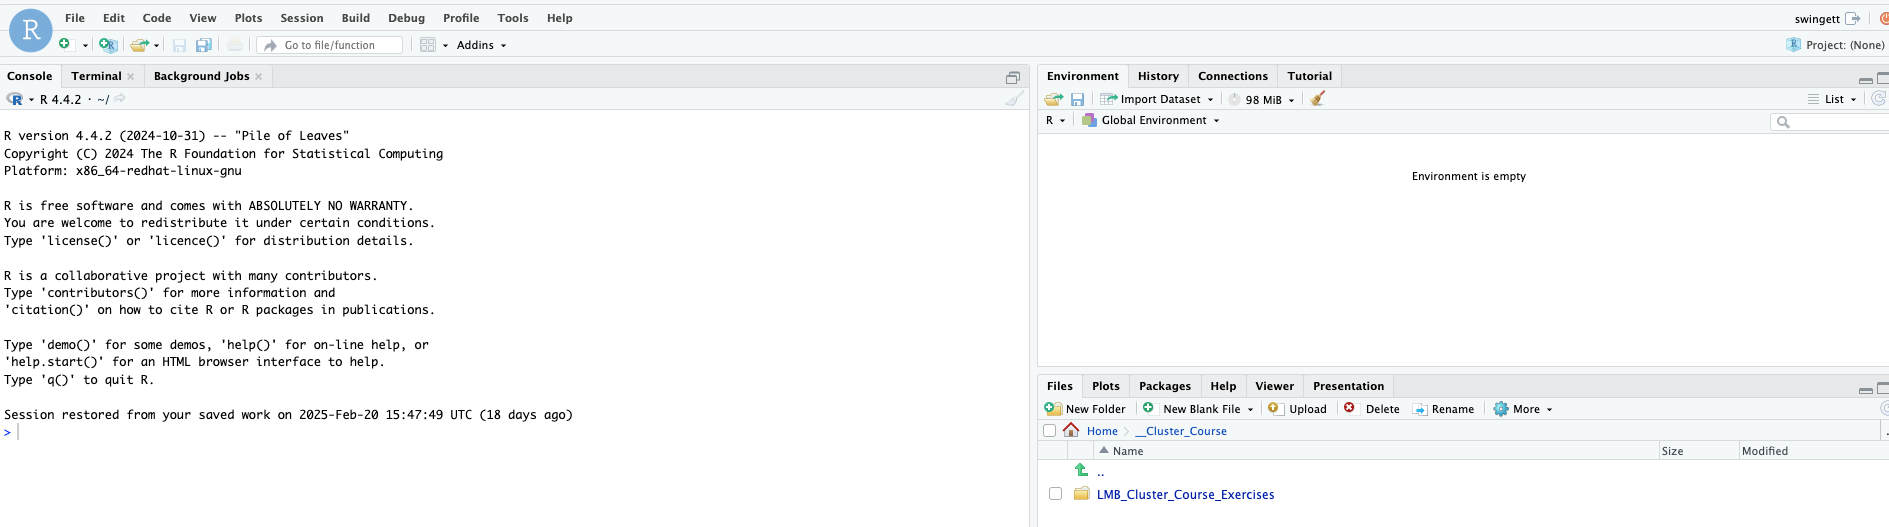 R File Edit Code View Plots Session Build Debug Profile Tools Help
swingett
Go to file/function Addins
Project: (None)
Console Terminal Background Jobs
R R 4.4.2 · ~/
R version 4.4.2 (2024-10-31) -- "Pile of Leaves"
Copyright (C) 2024 The R Foundation for Statistical Computing
Platform: x86_64-redhat-linux-gnu
R is free software and comes with ABSOLUTELY NO WARRANTY.
You are welcome to redistribute it under certain conditions.
Type 'license()' or 'licence()' for distribution details.
R is a collaborative project with many contributors.
Type 'contributors()' for more information and
'citation()' on how to cite R or R packages in publications.
Type 'demo()' for some demos, 'help()' for on-line help, or
'help.start()' for an HTML browser interface to help.
Type 'q()' to quit R.
Session restored from your saved work on 2025-Feb-20 15:47:49 UTC (18 days ago)
>
Environment History Connections Tutorial
Import Dataset 98 MiB List
R Global Environment
Environment is empty
Files Plots Packages Help Viewer Presentation
New Folder New Blank File Upload Delete Rename More
Home __Cluster_Course
Name Size Modified
..
LMB_Cluster_Course_Exercises